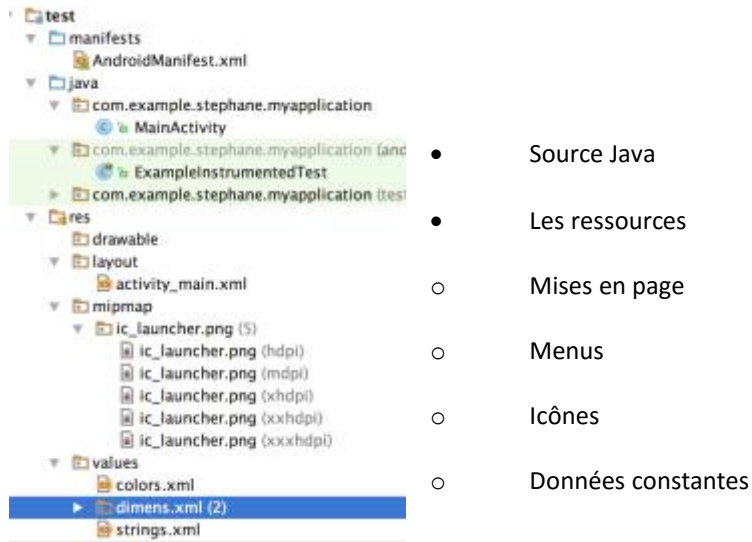 test
manifests
AndroidManifest.xml
java
com.example.stephane.myapplication
MainActivity
com.example.stephane.myapplication (and
ExampleInstrumentedTest
com.example.stephane.myapplication (test
res
drawable
layout
activity_main.xml
mipmap
ic_launcher.png (5)
ic_launcher.png (hdpi)
ic_launcher.png (mdpi)
ic_launcher.png (xhdpi)
ic_launcher.png (xxhdpi)
ic_launcher.png (xxxhdpi)
values
colors.xml
dimens.xml (2)
strings.xml
• Source Java
• Les ressources
o Mises en page
o Menus
o Icônes
o Données constantes